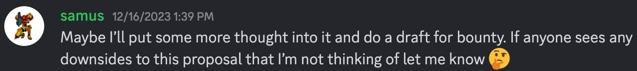 samus 12/16/2023 1:39 PM
Maybe I'll put some more thought into it and do a draft for bounty. If anyone sees any
downsides to this proposal that I'm not thinking of let me know 🤔